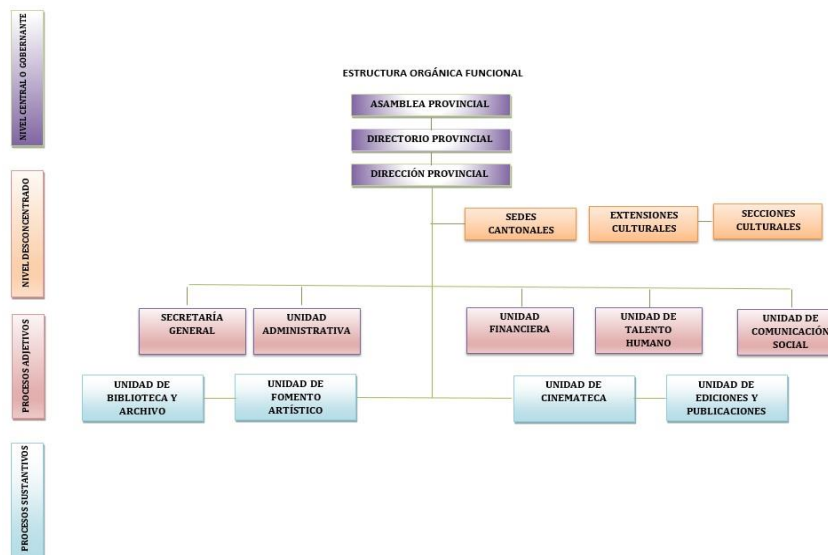 NIVEL CENTRAL O GOBERNANTE
ESTRUCTURA ORGÁNICA FUNCIONAL
ASAMBLEA PROVINCIAL
DIRECTORIO PROVINCIAL
DIRECCIÓN PROVINCIAL
NIVEL DESCONCENTRADO
SEDES
CANTONALES
EXTENSIONES
CULTURALES
SECCIONES
CULTURALES
PROCESOS ADJETIVOS
SECRETARÍA
GENERAL
UNIDAD
ADMINISTRATIVA
UNIDAD
FINANCIERA
UNIDAD DE
TALENTO
HUMANO
UNIDAD DE
COMUNICACIÓN
SOCIAL
UNIDAD DE
BIBLIOTECA Y
ARCHIVO
UNIDAD DE
FOMENTO
ARTÍSTICO
UNIDAD DE
CINEMATECA
UNIDAD DE
EDICIONES Y
PUBLICACIONES
PROCESOS SUSTANTIVOS